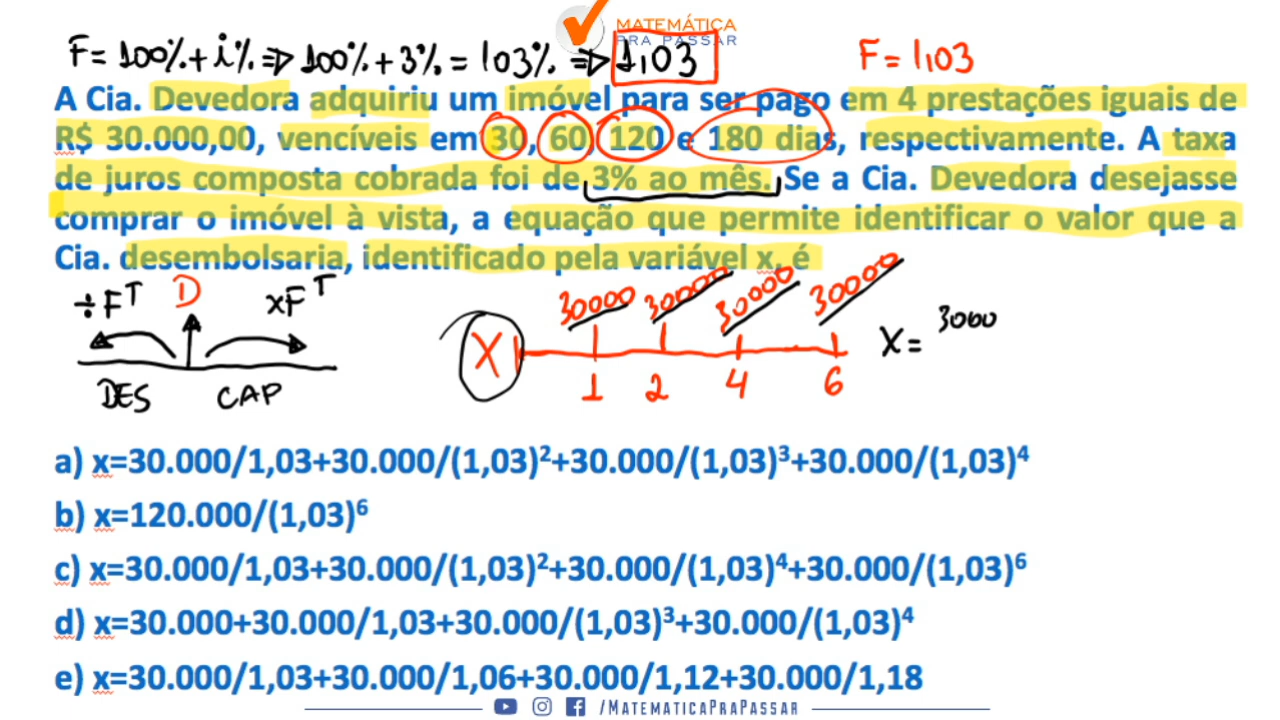 MATEMÁTICA
PRA PASSAR
F=100%+i% => 100%+3% = 103% => 1,03
F= 1,03
A Cia. Devedora adquiriu um imóvel para ser pago em 4 prestações iguais de
R$ 30.000,00, vencíveis em 30, 60, 120 e 180 dias, respectivamente. A taxa
de juros composta cobrada foi de 3% ao mês. Se a Cia. Devedora desejasse
comprar o imóvel à vista, a equação que permite identificar o valor que a
Cia. desembolsaria, identificado pela variável x, é
÷Fᵀ D xFᵀ
DES CAP
30000 30000 30000 30000
X
1 2 4 6
X = 3000
a) x=30.000/1,03+30.000/(1,03)²+30.000/(1,03)³+30.000/(1,03)⁴
b) x=120.000/(1,03)⁶
c) x=30.000/1,03+30.000/(1,03)²+30.000/(1,03)⁴+30.000/(1,03)⁶
d) x=30.000+30.000/1,03+30.000/(1,03)³+30.000/(1,03)⁴
e) x=30.000/1,03+30.000/1,06+30.000/1,12+30.000/1,18
/MATEMATICAPRAPASSAR